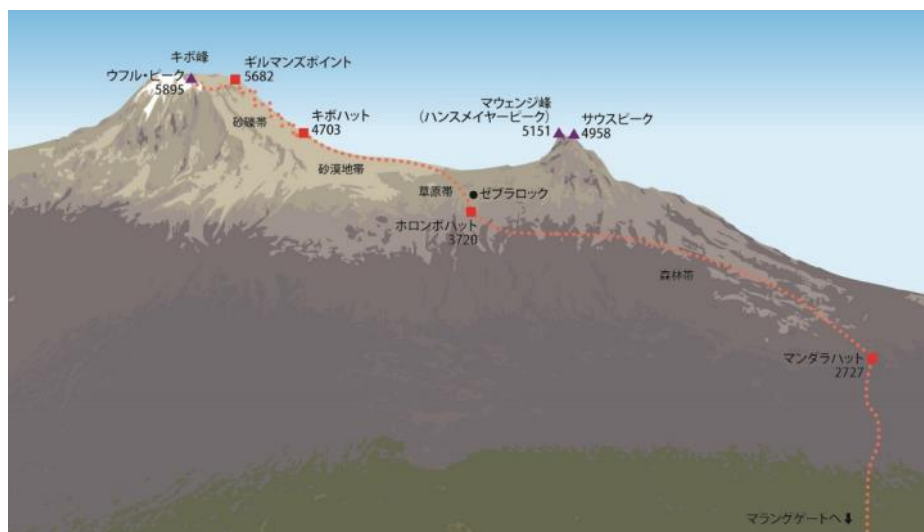 キボ峰
ウフル・ピーク
5895
ギルマンズポイント
5682
砂礫帯
キボハット
4703
砂漠地帯
マウェンジ峰
（ハンスメイヤーピーク）
5151
サウスピーク
4958
草原帯
ゼブラロック
ホロンボハット
3720
森林帯
マンダラハット
2727
マラングゲートへ⬇